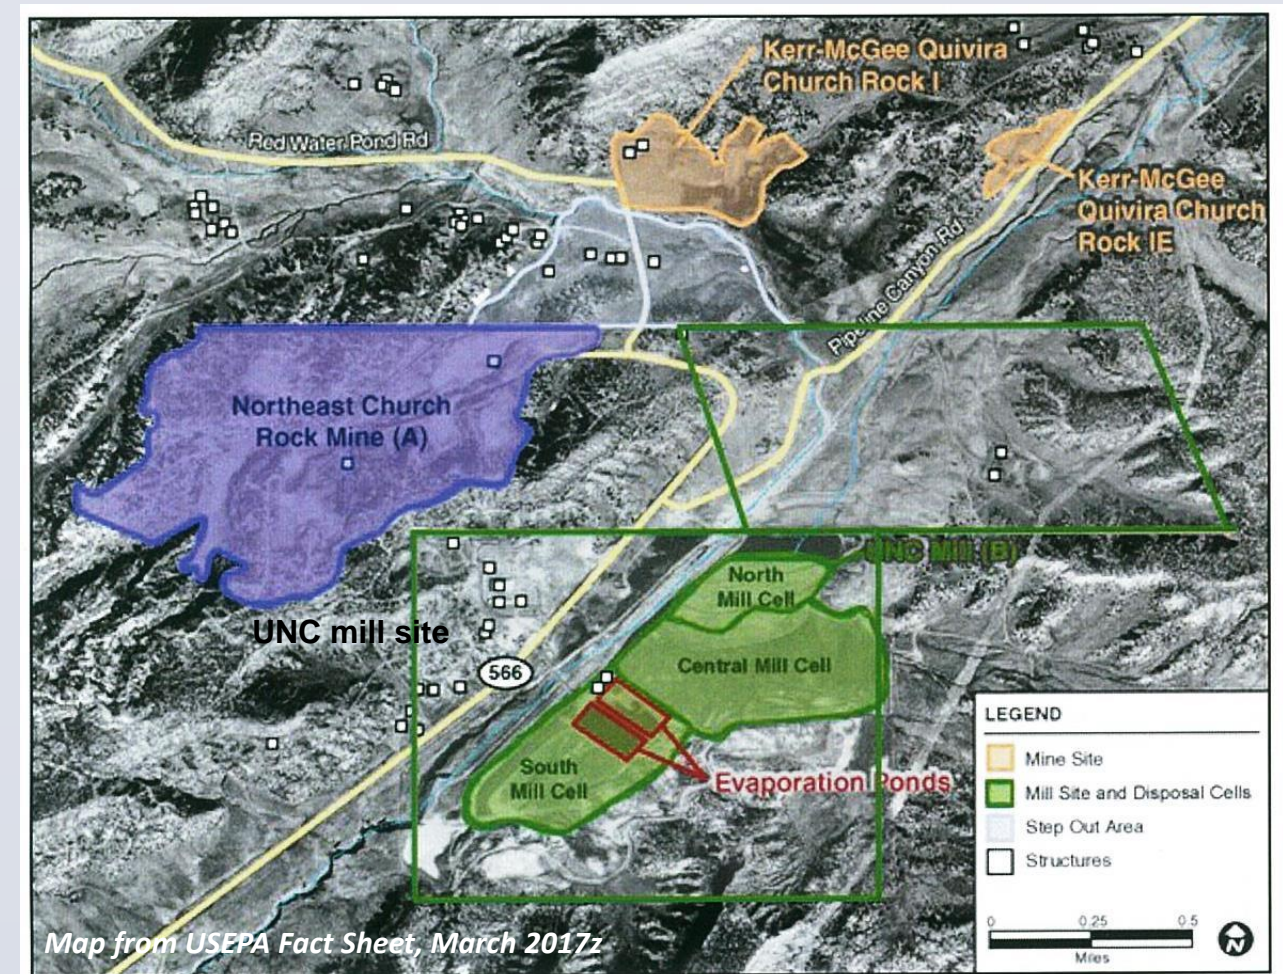 Kerr-McGee Quivira
Church Rock I
Red Water Pond Rd
Kerr-McGee
Quivira Church
Rock IE
Pipeline Canyon Rd
Northeast Church
Rock Mine (A)
UNC Mill (B)
North
Mill Cell
UNC mill site
566
Central Mill Cell
South
Mill Cell
Evaporation Ponds
LEGEND
Mine Site
Mill Site and Disposal Cells
Step Out Area
Structures
0 0.25 0.5
Miles
N
Map from USEPA Fact Sheet, March 2017z